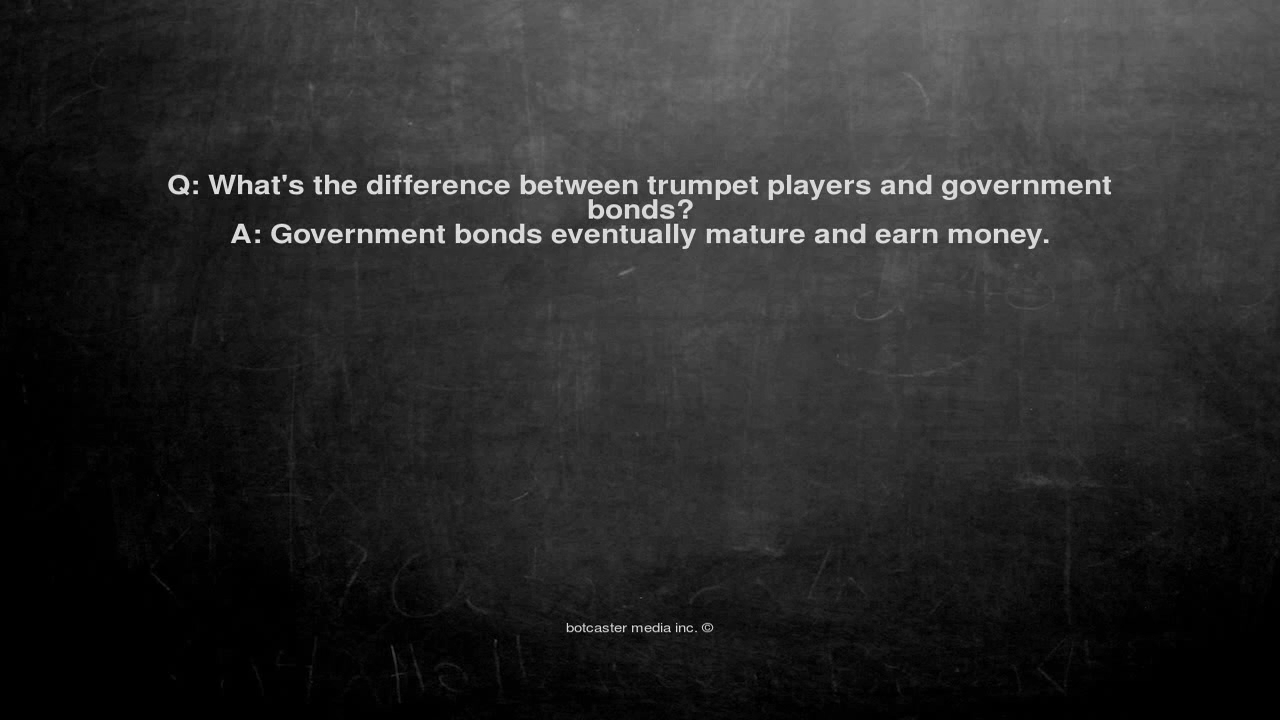 Q: What's the difference between trumpet players and government
bonds?
A: Government bonds eventually mature and earn money.
botcaster media inc. ©